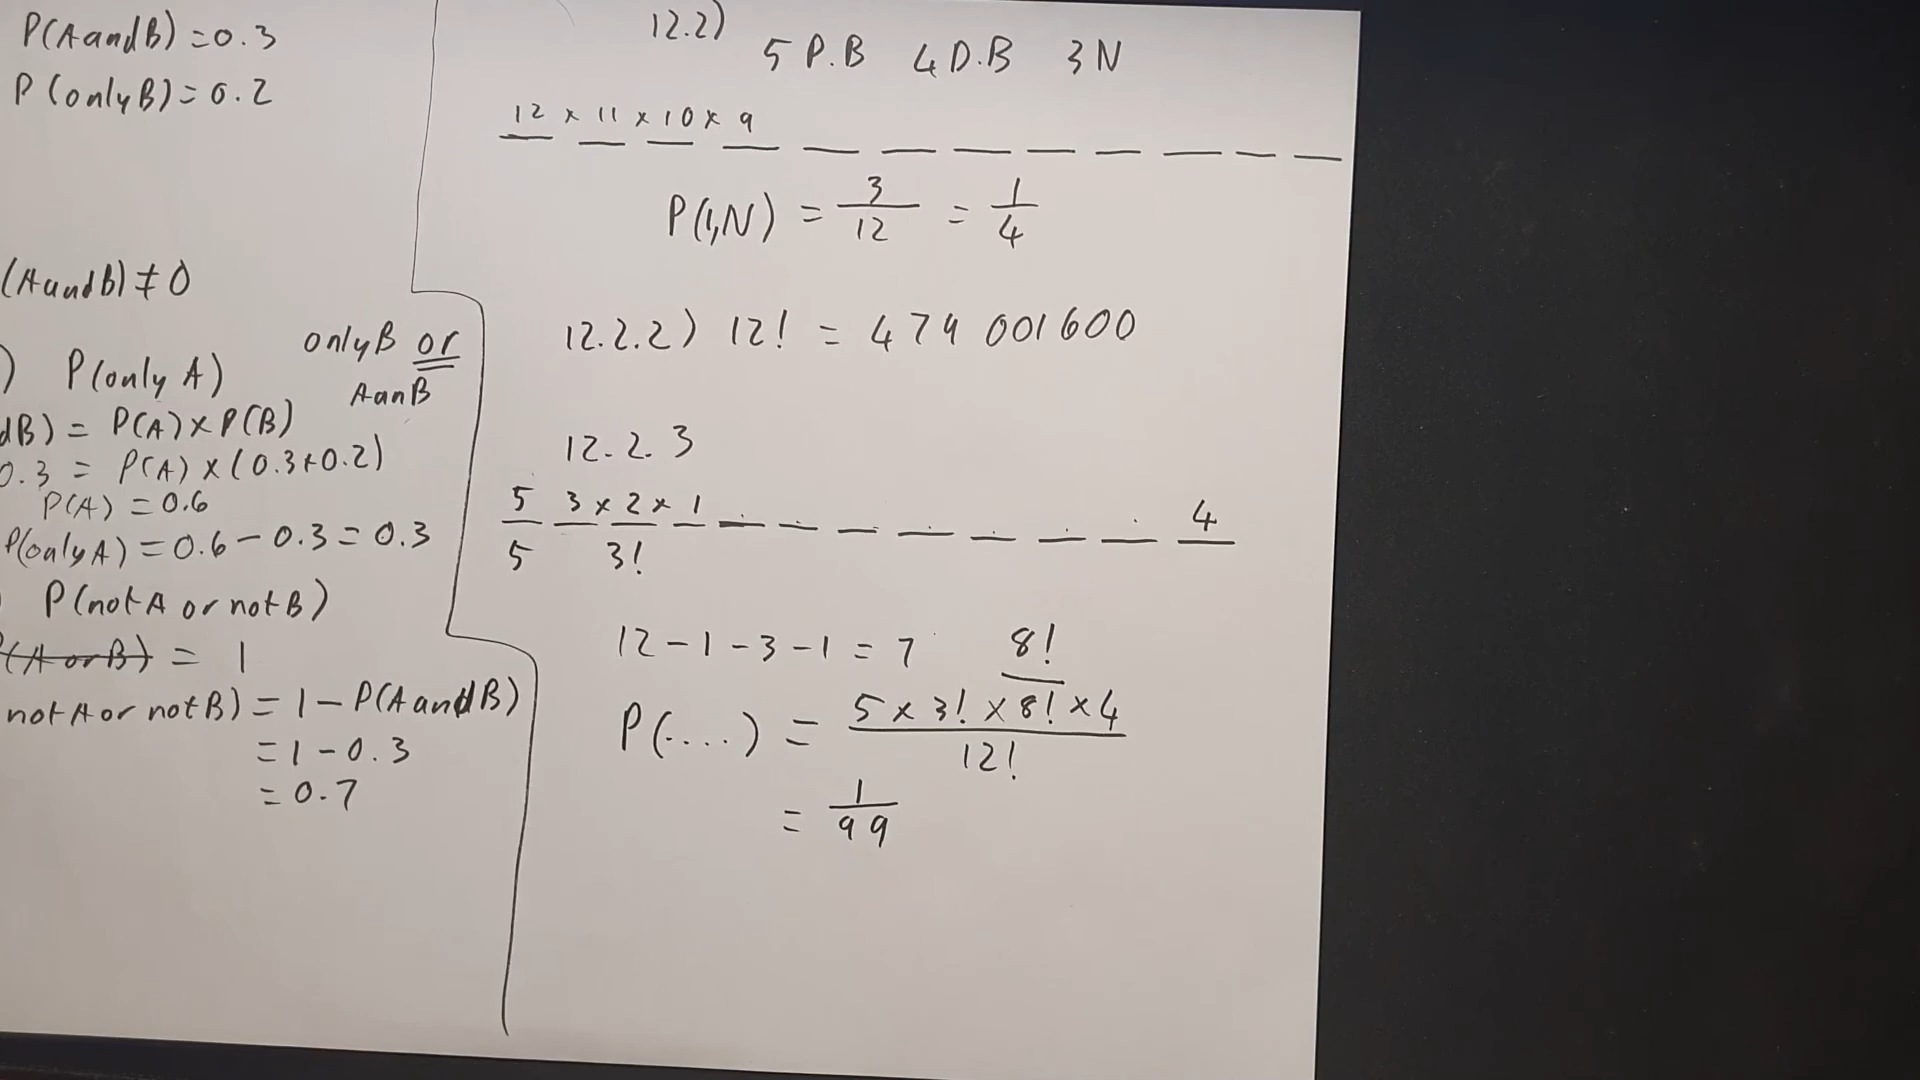 P(A and B) = 0.3
P(only B) = 0.2
(A and B) ≠ 0
only B or
A an B
) P(only A)
dB) = P(A) x P(B)
0.3 = P(A) x (0.3+0.2)
P(A) = 0.6
P(only A) = 0.6 - 0.3 = 0.3
P(not A or not B)
(A or B) = 1
not A or not B) = 1 - P(A and B)
= 1 - 0.3
= 0.7
12.2)
5 P.B 4 D.B 3 N
12 x 11 x 10 x 9
P(1,N) = 3/12 = 1/4
12.2.2) 12! = 479 001600
12.2.3
5 3 x 2 x 1 4
5 3!
12 - 1 - 3 - 1 = 7 8!
P(....) = 5 x 3! x 8! x 4 / 12!
= 1/99